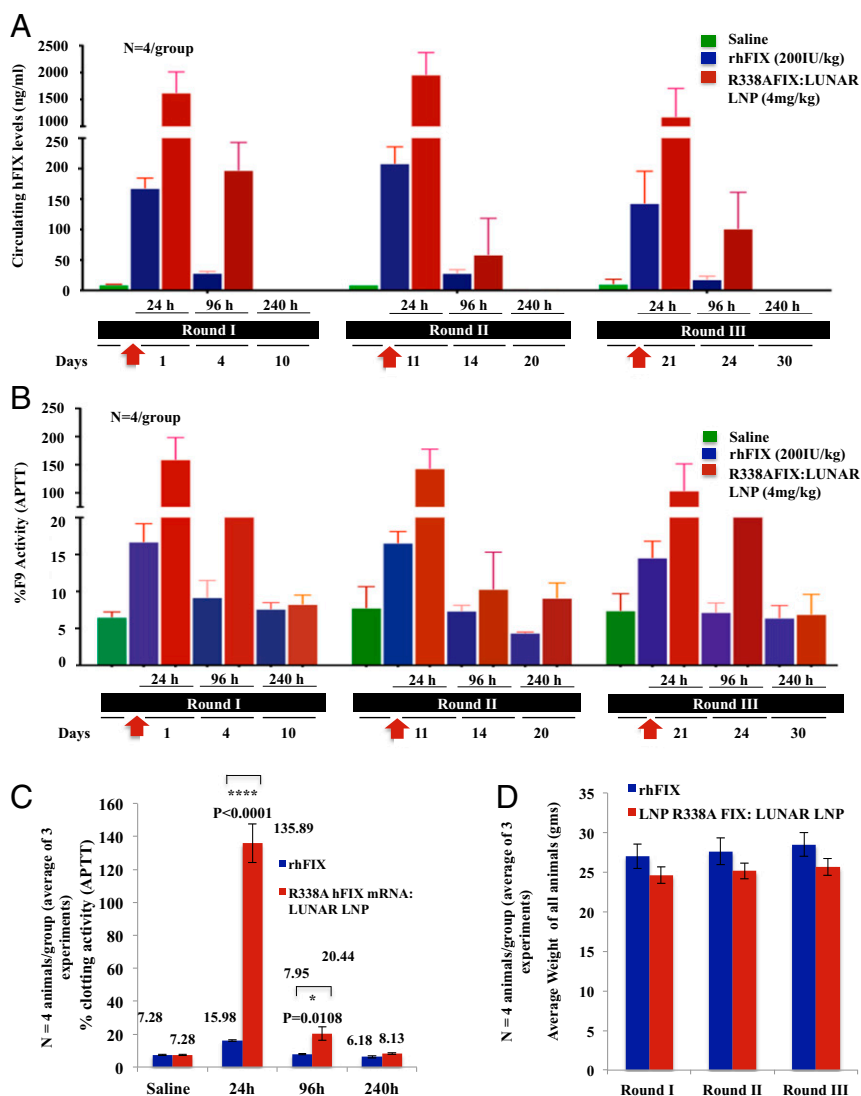 A
N=4/group
Saline
rhFIX (200IU/kg)
R338AFIX:LUNAR
LNP (4mg/kg)
Circulating hFIX levels (ng/ml)
2500
2000
1500
1000
250
200
150
100
50
0
24 h 96 h 240 h 24 h 96 h 240 h 24 h 96 h 240 h
Round I Round II Round III
Days 1 4 10 11 14 20 21 24 30
B
N=4/group
Saline
rhFIX (200IU/kg)
R338AFIX:LUNAR
LNP (4mg/kg)
%F9 Activity (APTT)
250
200
150
100
50
20
15
10
5
0
24 h 96 h 240 h 24 h 96 h 240 h 24 h 96 h 240 h
Round I Round II Round III
Days 1 4 10 11 14 20 21 24 30
C
N = 4 animals/group (average of 3
experiments)
% clotting activity (APTT)
160
140
120
100
80
60
40
20
0
****
P<0.0001
135.89
rhFIX
R338A hFIX mRNA:
LUNAR LNP
20.44
7.95
*
P=0.0108
7.28
7.28
15.98
6.18
8.13
Saline 24h 96h 240h
D
rhFIX
LNP R338A FIX: LUNAR LNP
N = 4 animals/group (average of 3
experiments)
Average Weight of all animals (gms)
35
30
25
20
15
10
5
0
Round I Round II Round III